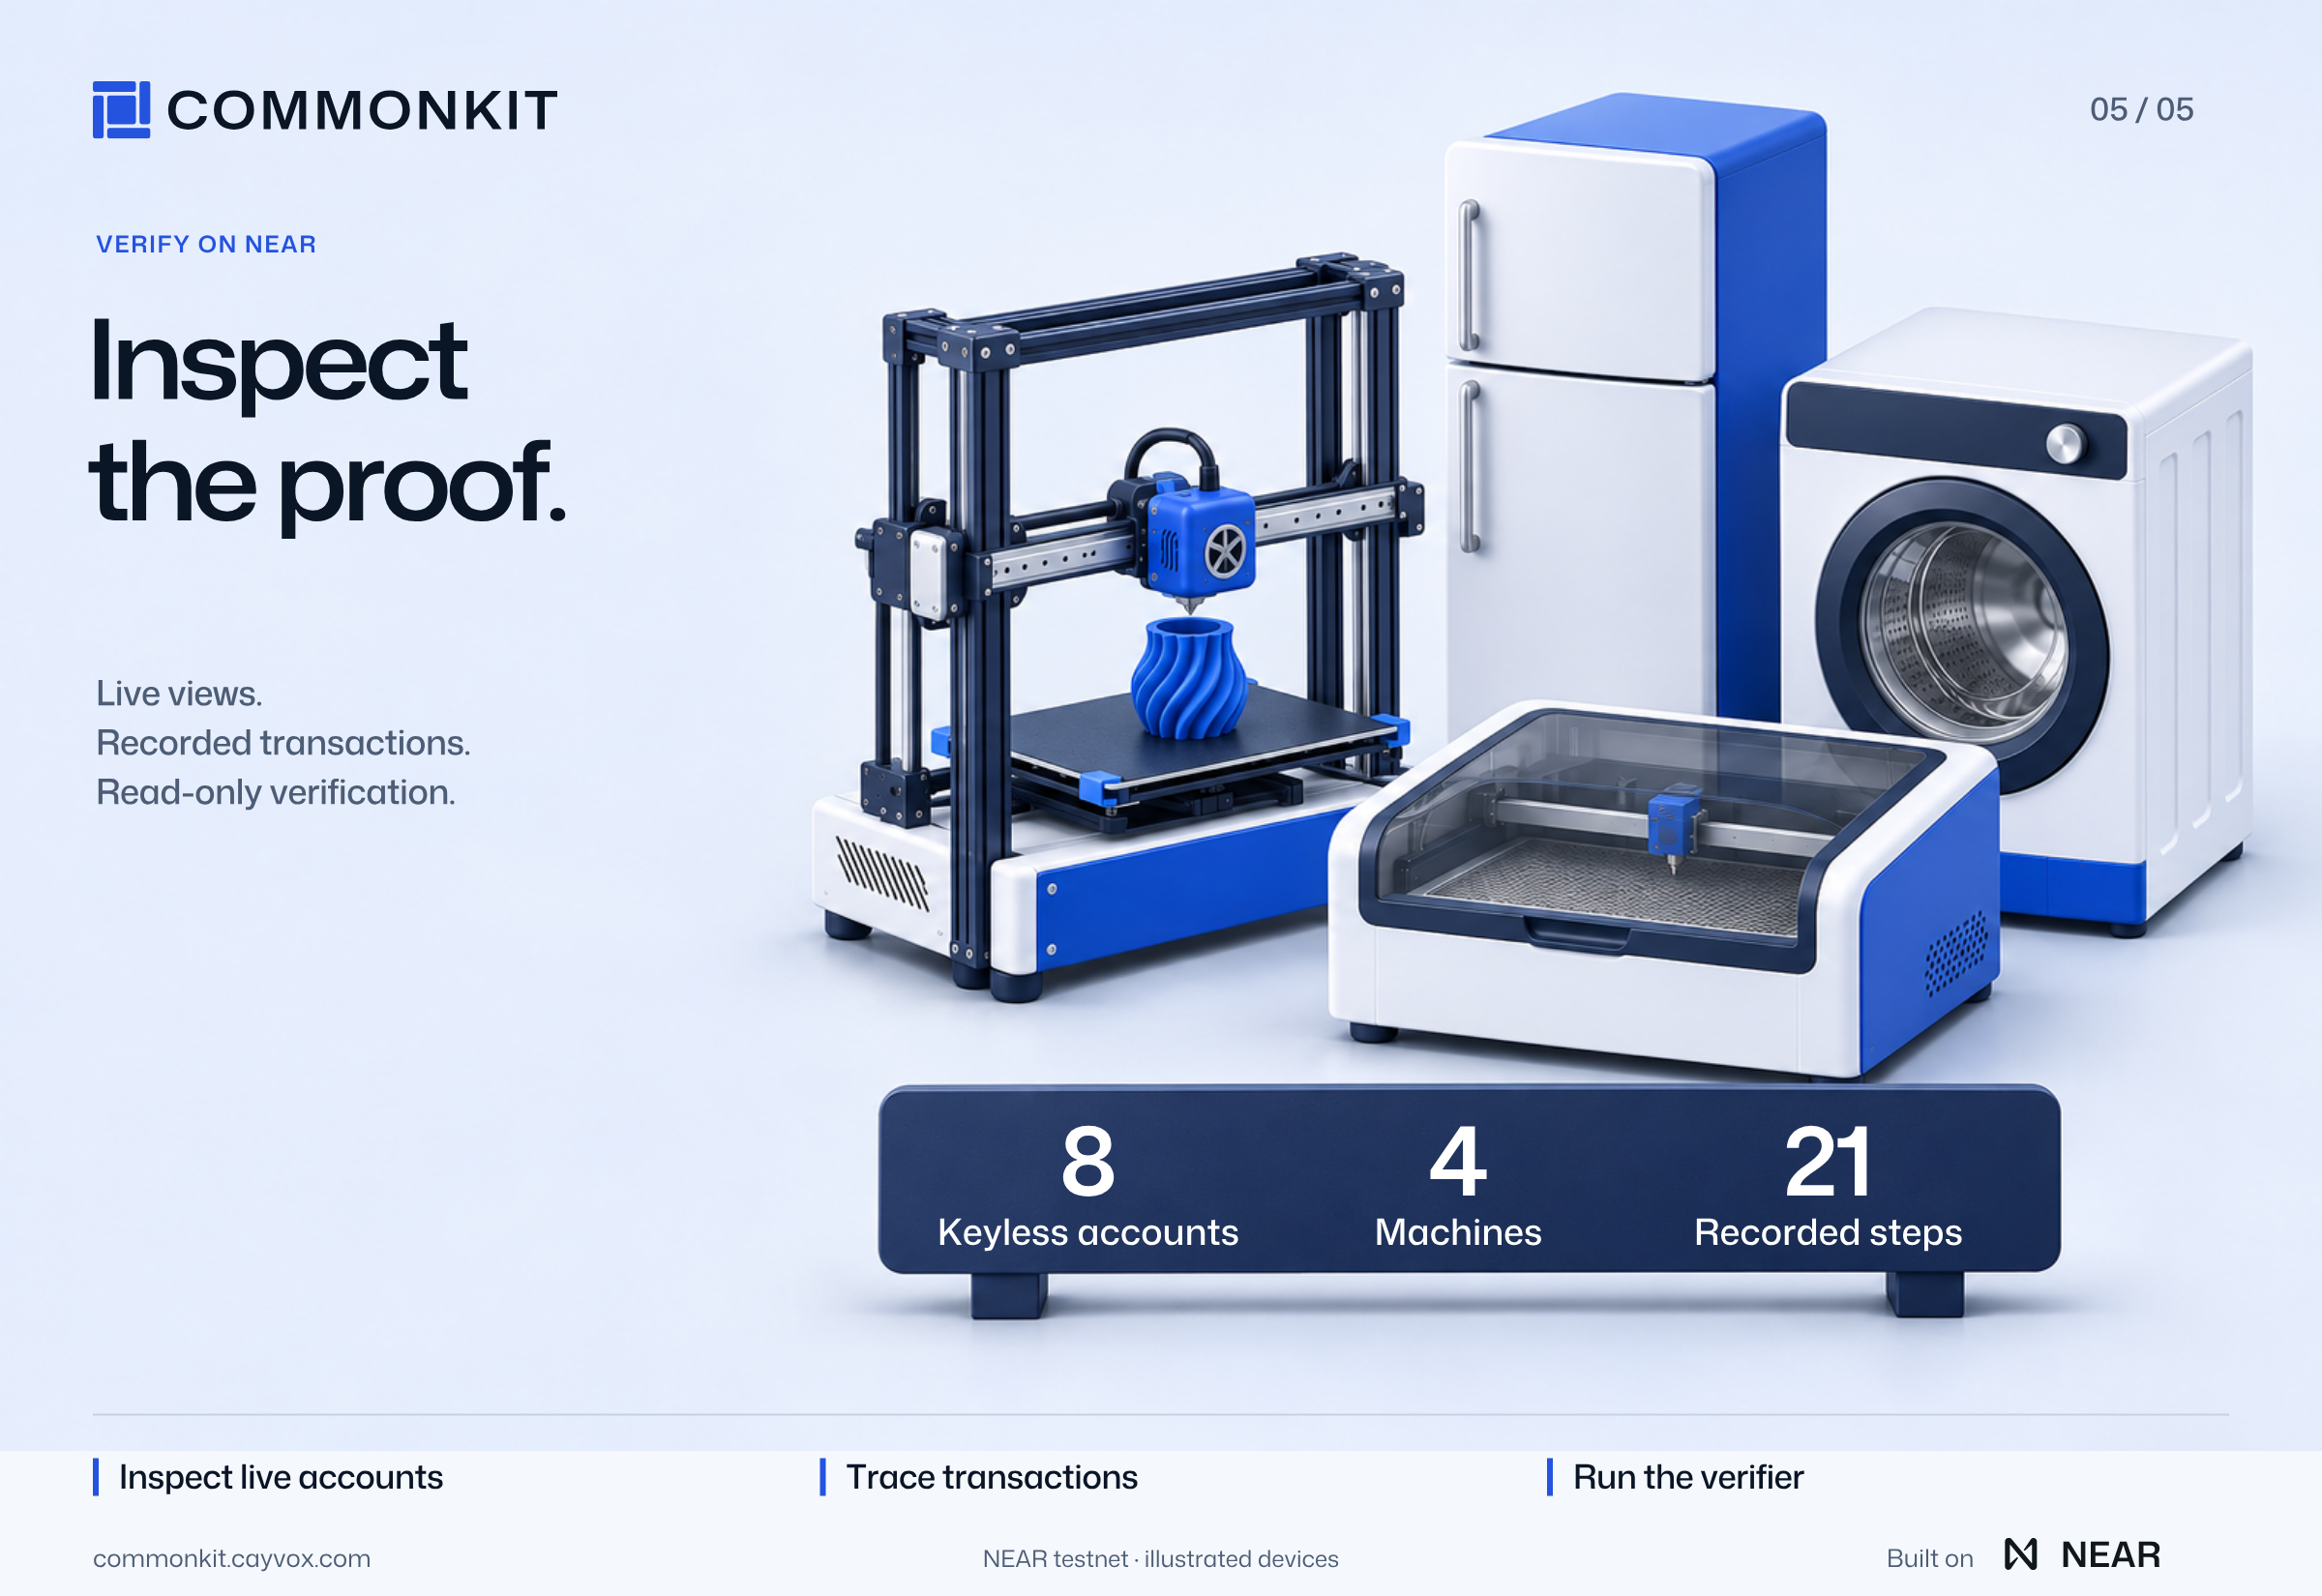 COMMONKIT
05 / 05
VERIFY ON NEAR
Inspect
the proof.
Live views.
Recorded transactions.
Read-only verification.
8
Keyless accounts
4
Machines
21
Recorded steps
Inspect live accounts
Trace transactions
Run the verifier
commonkit.cayvox.com
NEAR testnet · illustrated devices
Built on NEAR